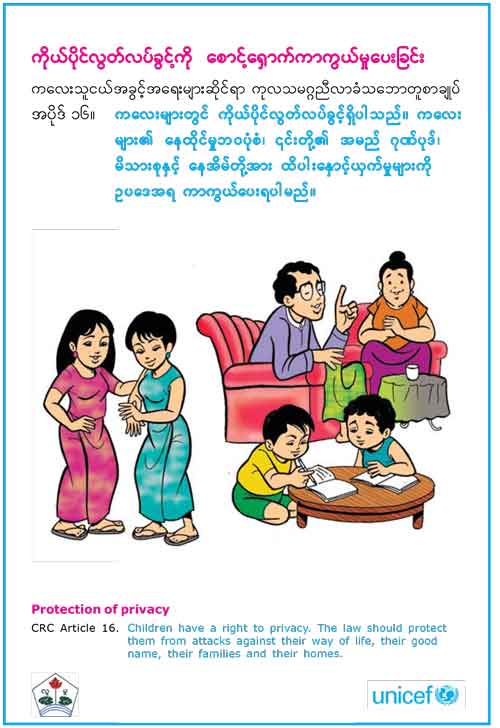 ကိုယ်ပိုင်လွတ်လပ်ခွင့်ကို စောင့်ရှောက်ကာကွယ်မှုပေးခြင်း
ကလေးသူငယ်အခွင့်အရေးများဆိုင်ရာ ကုလသမဂ္ဂညီလာခံသဘောတူစာချုပ်
အပိုဒ် ၁၆။ ကလေးများတွင် ကိုယ်ပိုင်လွတ်လပ်ခွင့်ရှိပါသည်။ ကလေး
များ၏ နေထိုင်မှုဘဝပုံစံ၊ ၎င်းတို့၏ အမည် ဂုဏ်ပုဒ်၊
မိသားစုနှင့် နေအိမ်တို့အား ထိပါးနှောင့်ယှက်မှုများကို
ဥပဒေအရ ကာကွယ်ပေးရပါမည်။
Protection of privacy
CRC Article 16. Children have a right to privacy. The law should protect
them from attacks against their way of life, their good
name, their families and their homes.
unicef